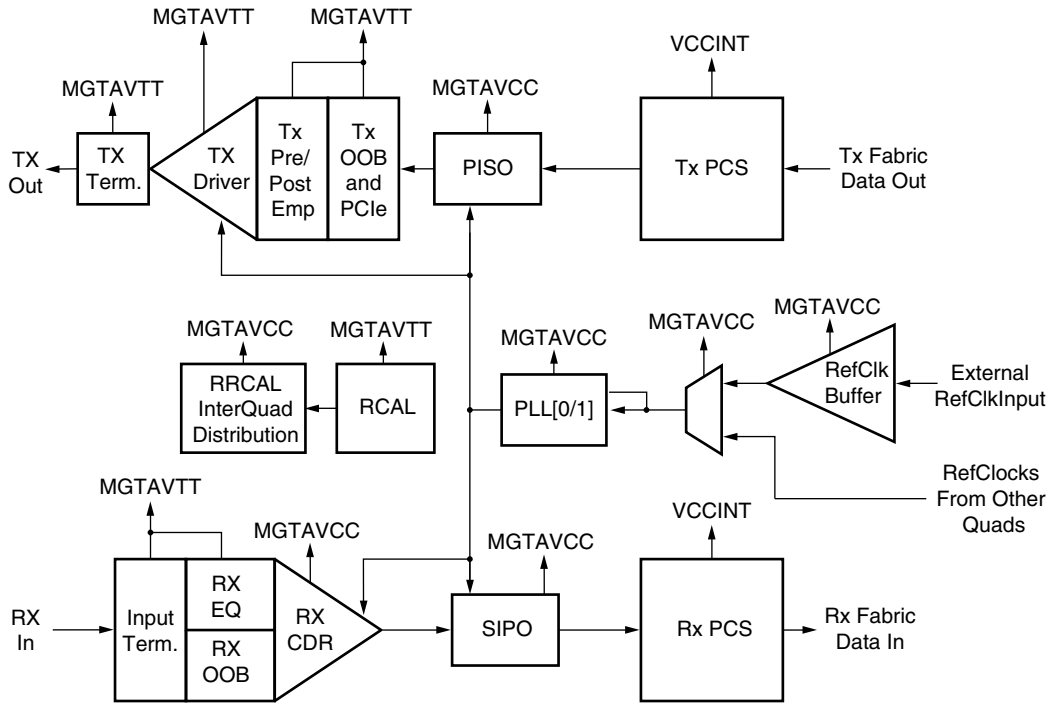 MGTAVTT
MGTAVTT
VCCINT
MGTAVTT
MGTAVCC
TX
Out
TX
Term.
TX
Driver
Tx
Pre/
Post
Emp
Tx
OOB
and
PCIe
PISO
Tx PCS
Tx Fabric
Data Out
MGTAVCC
MGTAVTT
MGTAVCC
MGTAVCC
MGTAVCC
RRCAL
InterQuad
Distribution
RCAL
PLL[0/1]
RefClk
Buffer
External
RefClkInput
RefClocks
From Other
Quads
MGTAVTT
MGTAVCC
MGTAVCC
VCCINT
RX
In
Input
Term.
RX
EQ
RX
OOB
RX
CDR
SIPO
Rx PCS
Rx Fabric
Data In